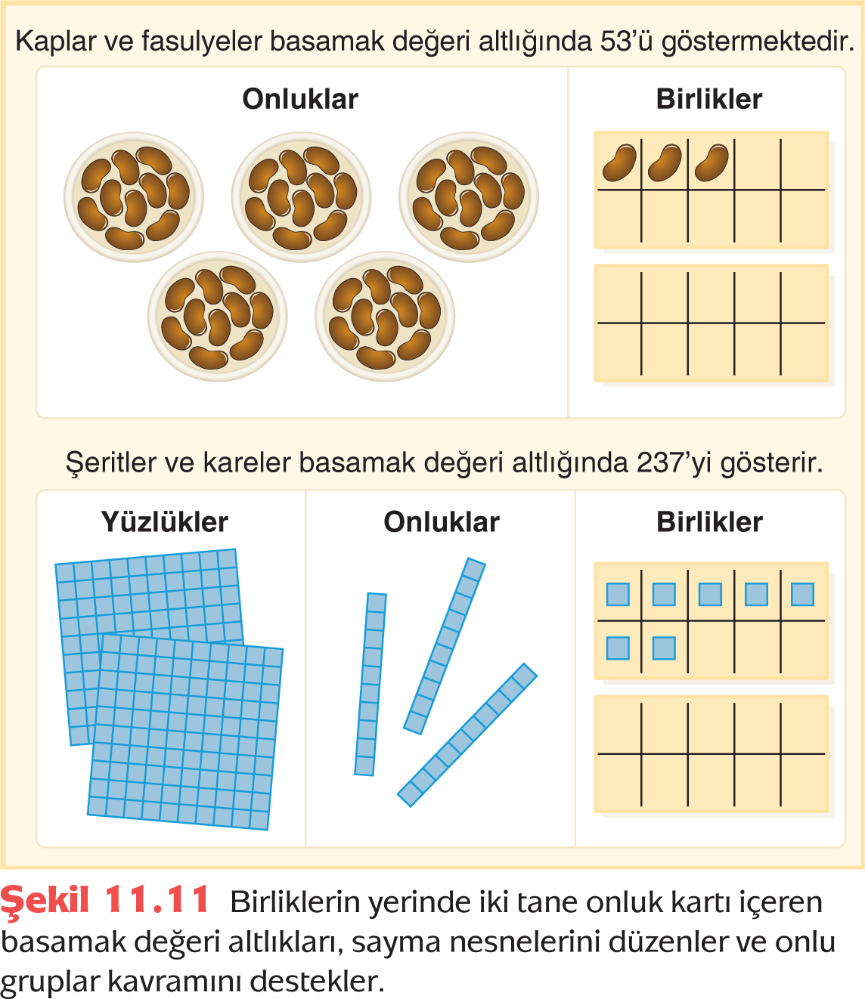 Kaplar ve fasulyeler basamak değeri altlığında 53’ü göstermektedir.
Onluklar
Birlikler
Şeritler ve kareler basamak değeri altlığında 237’yi gösterir.
Yüzlükler
Onluklar
Birlikler
Şekil 11.11 Birliklerin yerinde iki tane onluk kartı içeren
basamak değeri altlıkları, sayma nesnelerini düzenler ve onlu
gruplar kavramını destekler.